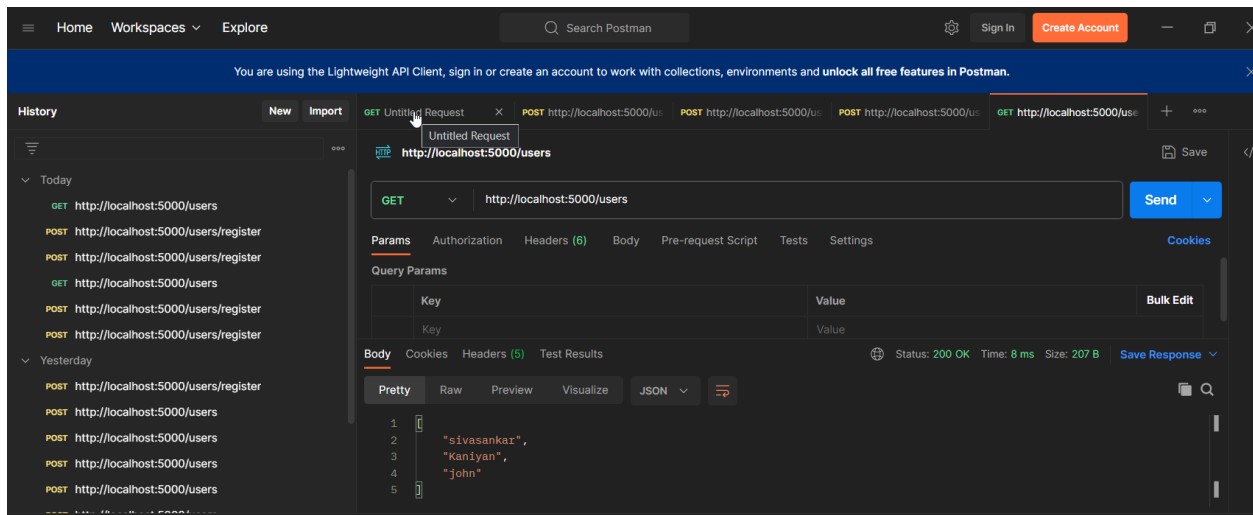 Home Workspaces Explore Search Postman Sign In Create Account
You are using the Lightweight API Client, sign in or create an account to work with collections, environments and unlock all free features in Postman.
History New Import GET Untitled Request POST http://localhost:5000/us POST http://localhost:5000/us POST http://localhost:5000/us GET http://localhost:5000/use
Untitled Request
HTTP http://localhost:5000/users Save
Today
GET http://localhost:5000/users
POST http://localhost:5000/users/register
POST http://localhost:5000/users/register
GET http://localhost:5000/users
POST http://localhost:5000/users/register
POST http://localhost:5000/users/register
Yesterday
POST http://localhost:5000/users/register
POST http://localhost:5000/users
POST http://localhost:5000/users
POST http://localhost:5000/users
POST http://localhost:5000/users
GET http://localhost:5000/users Send
Params Authorization Headers (6) Body Pre-request Script Tests Settings Cookies
Query Params
Key Value Bulk Edit
Key Value
Body Cookies Headers (5) Test Results Status: 200 OK Time: 8 ms Size: 207 B Save Response
Pretty Raw Preview Visualize JSON
1 [
2 "sivasankar",
3 "Kaniyan",
4 "john"
5 ]